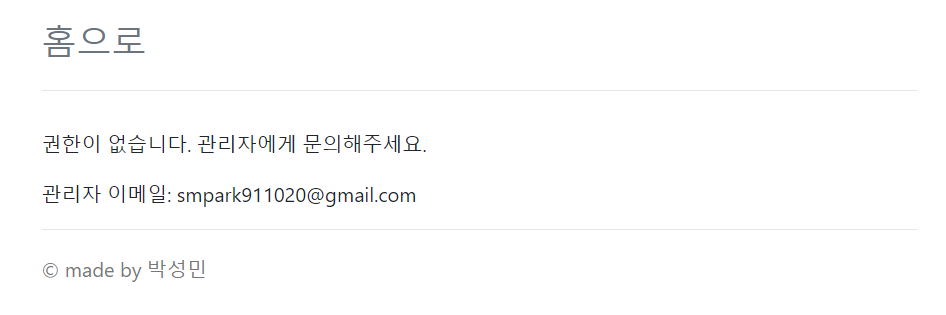 홈으로
권한이 없습니다. 관리자에게 문의해주세요.
관리자 이메일: smpark911020@gmail.com
© made by 박성민